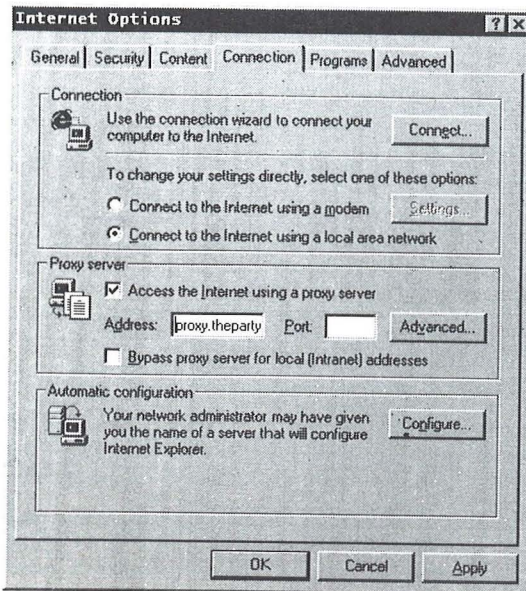 Internet Options
General Security Content Connection Programs Advanced
Connection
Use the connection wizard to connect your
computer to the Internet.
Connect...
To change your settings directly, select one of these options:
Connect to the Internet using a modem
Settings...
Connect to the Internet using a local area network
Proxy server
Access the Internet using a proxy server
Address: proxy.theparty Port: Advanced...
Bypass proxy server for local (Intranet) addresses
Automatic configuration
Your network administrator may have given
you the name of a server that will configure
Internet Explorer.
Configure...
OK Cancel Apply